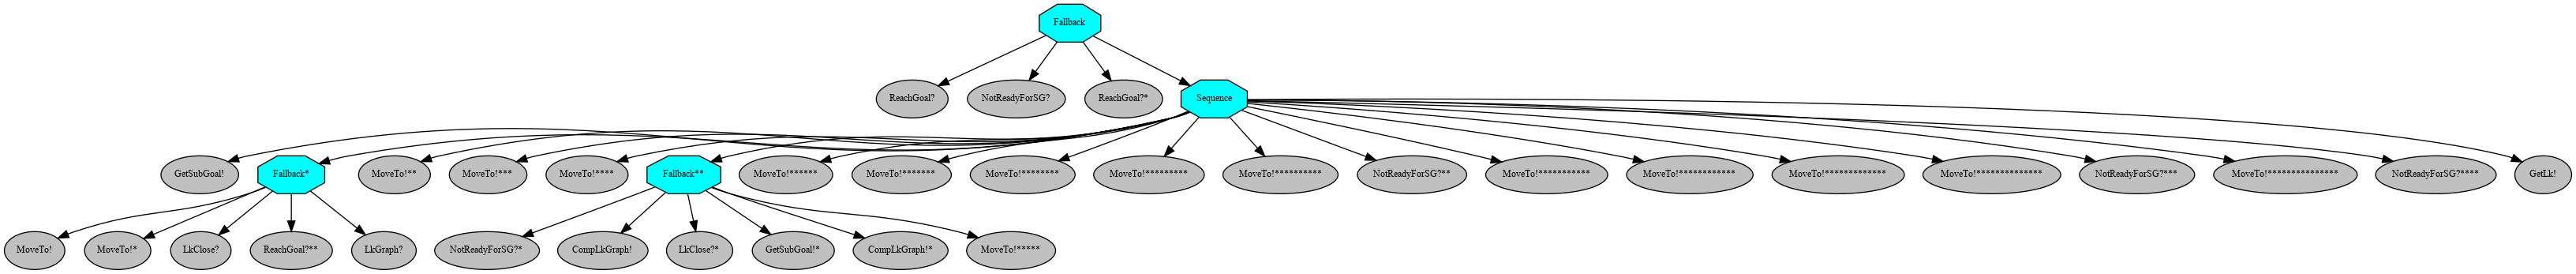 Fallback
ReachGoal?
NotReadyForSG?
ReachGoal?*
Sequence
GetSubGoal!
Fallback*
MoveTo!**
MoveTo!***
MoveTo!****
Fallback**
MoveTo!******
MoveTo!*******
MoveTo!********
MoveTo!*********
MoveTo!**********
NotReadyForSG?**
MoveTo!***********
MoveTo!************
MoveTo!*************
MoveTo!**************
NotReadyForSG?***
MoveTo!***************
NotReadyForSG?****
GetLk!
MoveTo!
MoveTo!*
LkClose?
ReachGoal?**
LkGraph?
NotReadyForSG?*
CompLkGraph!
LkClose?*
GetSubGoal!*
CompLkGraph!*
MoveTo!*****